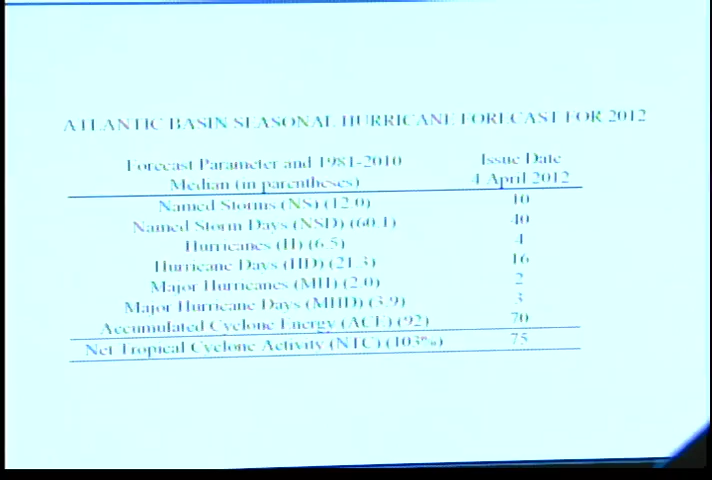 ATLANTIC BASIN SEASONAL HURRICANE FORECAST FOR 2012
Forecast Parameter and 1981-2010 Issue Date
Median (in parentheses) 4 April 2012
Named Storms (NS) (12.0) 10
Named Storm Days (NSD) (60.1) 40
Hurricanes (H) (6.5) 4
Hurricane Days (HD) (21.3) 16
Major Hurricanes (MH) (2.0) 2
Major Hurricane Days (MHD) (3.9) 3
Accumulated Cyclone Energy (ACE) (92) 70
Net Tropical Cyclone Activity (NTC) (103%) 75